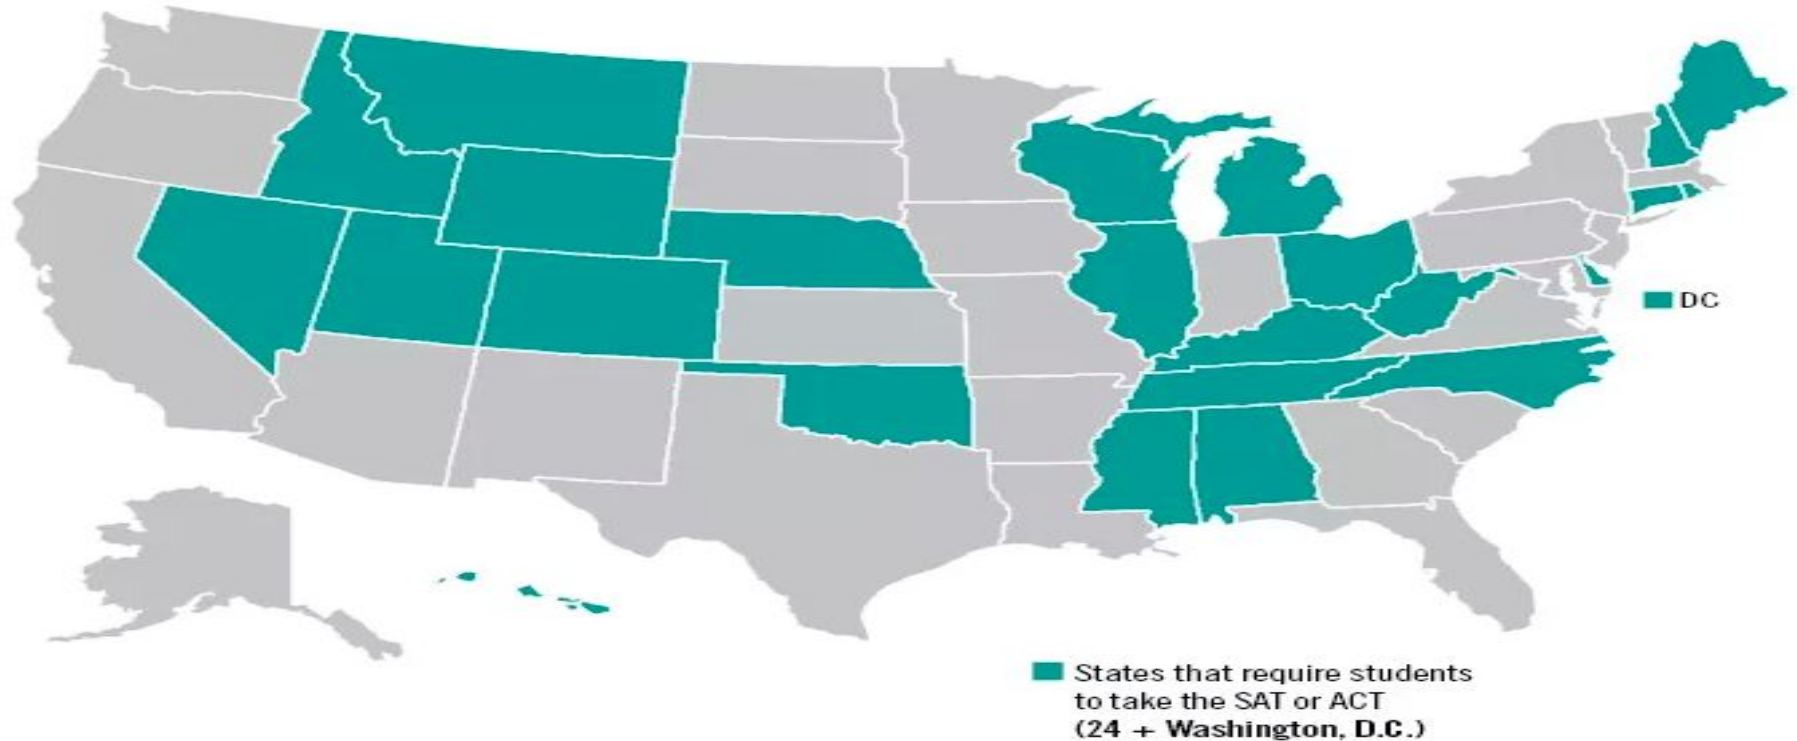 DC
States that require students
to take the SAT or ACT
(24 + Washington, D.C.)